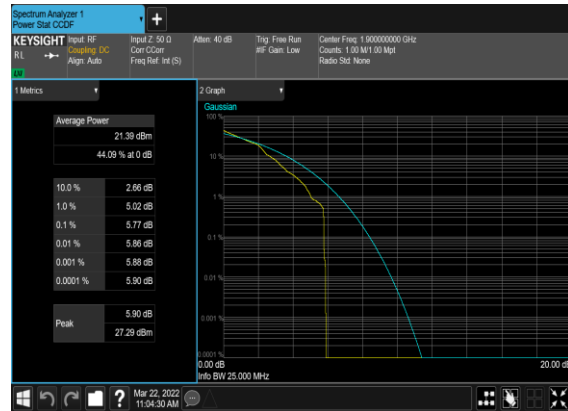 Spectrum Analyzer 1
Power Stat CCDF
KEYSIGHT
RL
Input: RF
Coupling: DC
Align: Auto
Input Z: 50 Ω
Corr CCorr
Freq Ref: Int (S)
Atten: 40 dB
Trig: Free Run
#IF Gain: Low
Center Freq: 1.900000000 GHz
Counts: 1.00 M/1.00 Mpt
Radio Std: None
1 Metrics
Average Power
21.39 dBm
44.09 % at 0 dB
10.0 % 2.66 dB
1.0 % 5.02 dB
0.1 % 5.77 dB
0.01 % 5.86 dB
0.001 % 5.88 dB
0.0001 % 5.90 dB
Peak
5.90 dB
27.29 dBm
2 Graph
Gaussian
100 %
10 %
1 %
0.1 %
0.01 %
0.001 %
0.0001 %
0.00 dB
20.00 dB
Info BW 25.000 MHz
?
Mar 22, 2022
11:04:30 AM